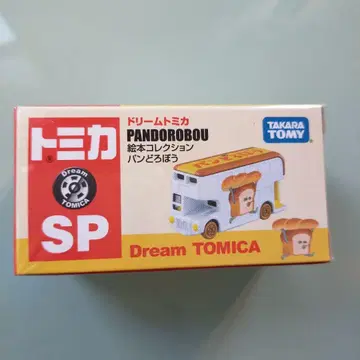 ドリームトミカ
PANDOROBOU
絵本コレクション
パンどろぼう
TAKARA
TOMY
トミカ
Dream
TOMICA
SP
Dream TOMICA